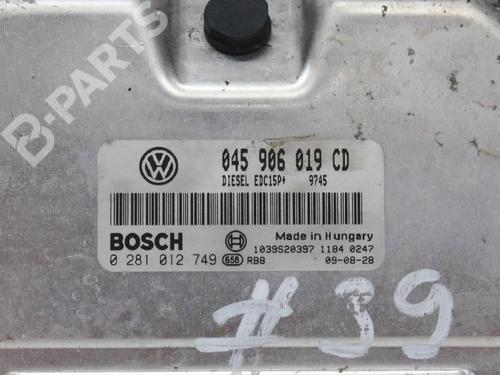 B-PARTS
VW
045 906 019 CD
DIESEL EDC15P+ 9745
BOSCH
Made in Hungary
1039S20397 1184 0247
0 281 012 749 658 RB8 09-08-28
#39